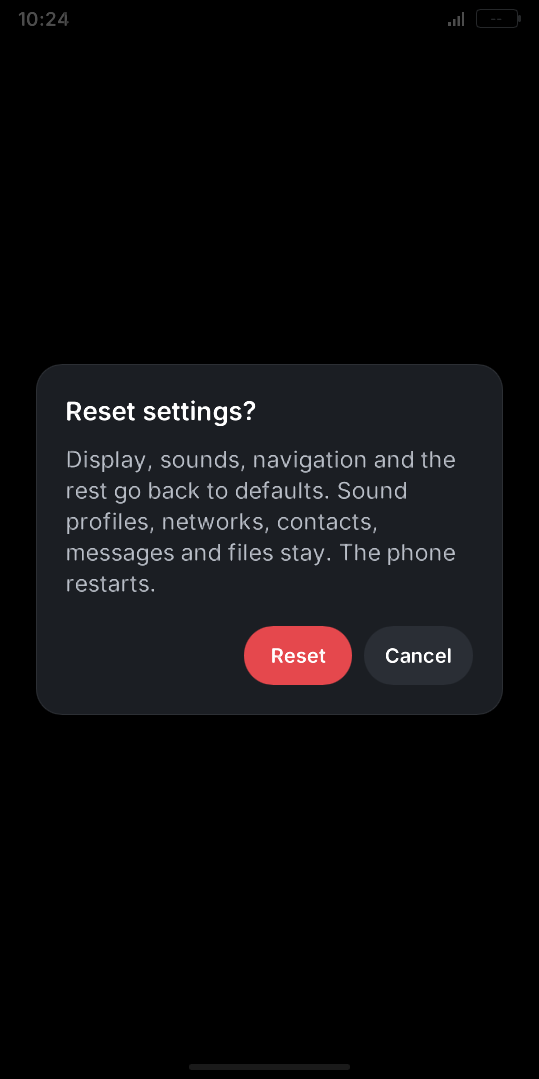 10:24
--
Reset settings?
Display, sounds, navigation and the
rest go back to defaults. Sound
profiles, networks, contacts,
messages and files stay. The phone
restarts.
Reset
Cancel